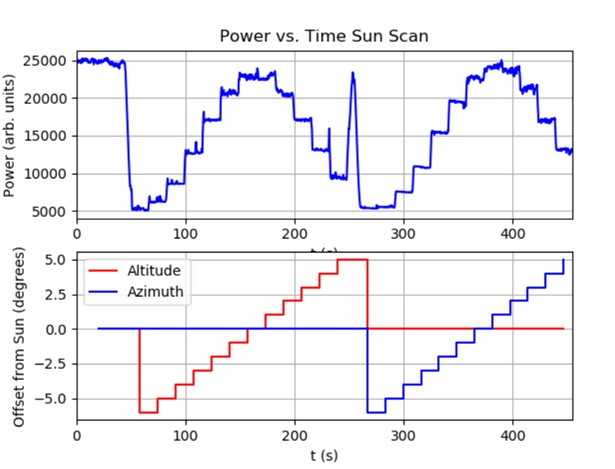 Power vs. Time Sun Scan
Power (arb. units)
25000
20000
15000
10000
5000
0 100 200 300 400
t (s)
Offset from Sun (degrees)
5.0
2.5
0.0
−2.5
−5.0
Altitude
Azimuth
0 100 200 300 400
t (s)